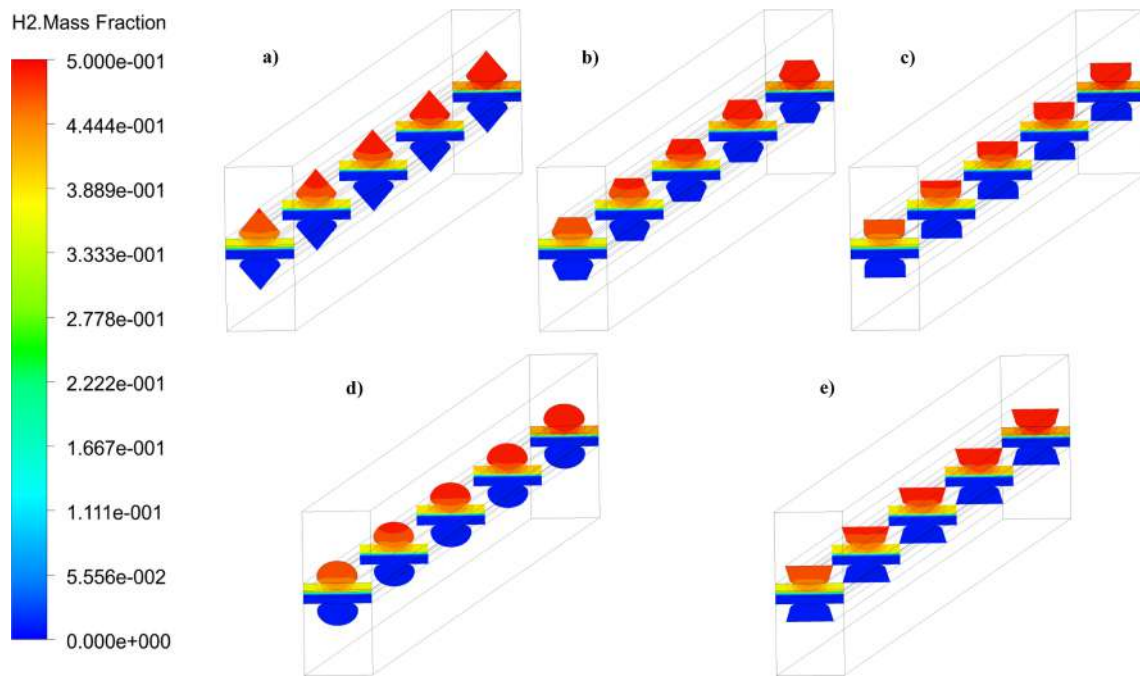 H2.Mass Fraction
5.000e-001
4.444e-001
3.889e-001
3.333e-001
2.778e-001
2.222e-001
1.667e-001
1.111e-001
5.556e-002
0.000e+000
a)
b)
c)
d)
e)